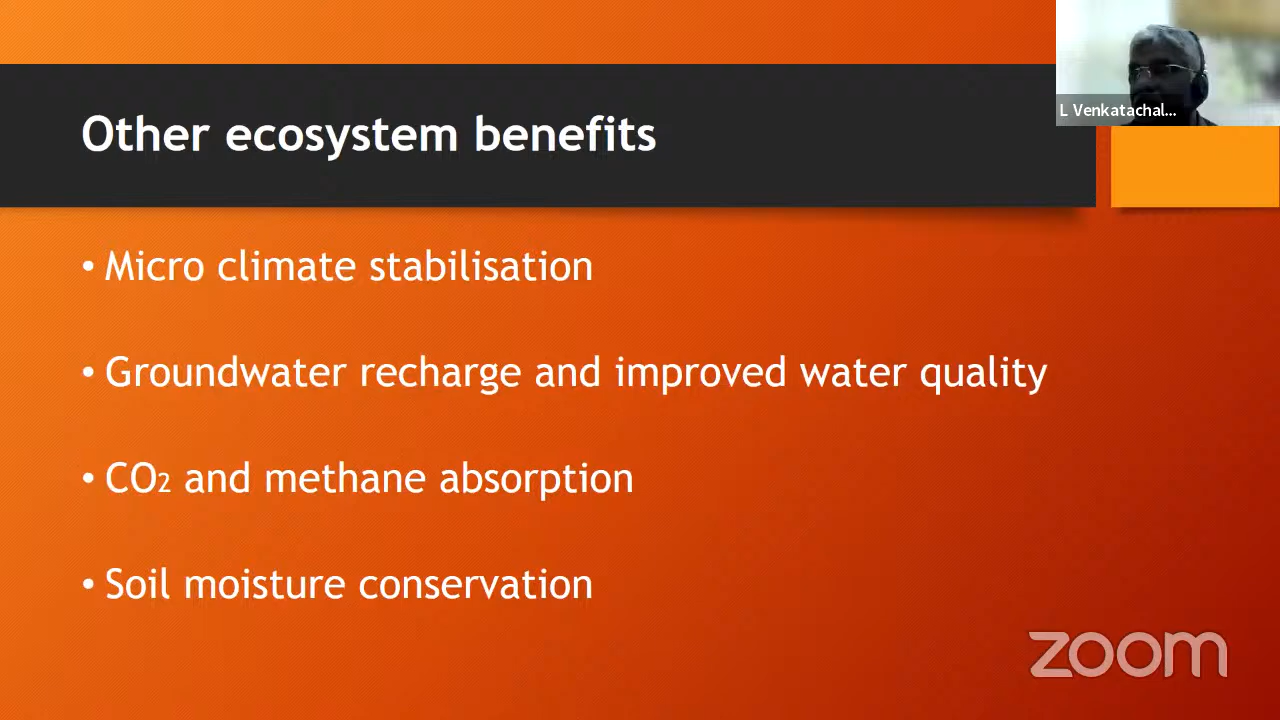 L Venkatachal...
Other ecosystem benefits
• Micro climate stabilisation
• Groundwater recharge and improved water quality
• CO2 and methane absorption
• Soil moisture conservation
zoom